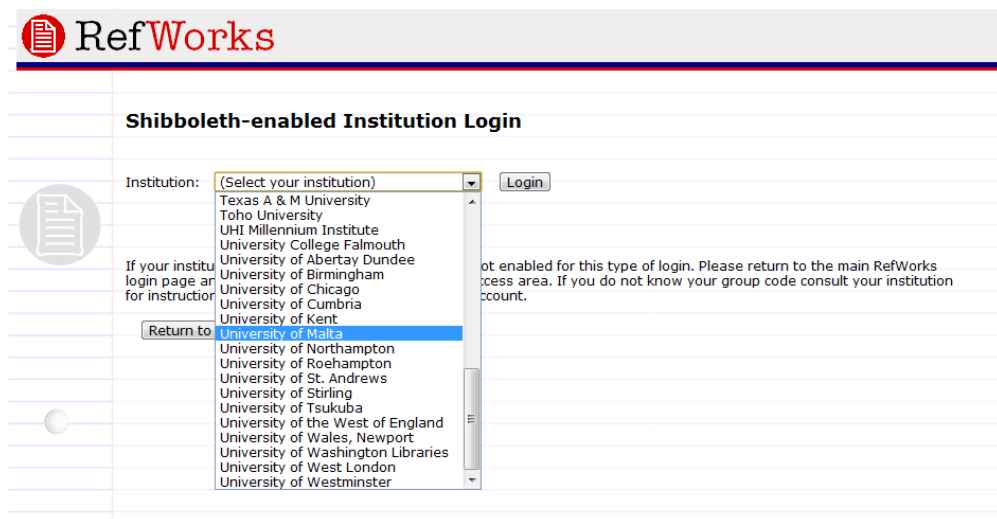 RefWorks
Shibboleth-enabled Institution Login
Institution: (Select your institution) Login
Texas A & M University
Toho University
UHI Millennium Institute
University College Falmouth
University of Abertay Dundee
University of Birmingham
University of Chicago
University of Cumbria
University of Kent
University of Malta
University of Northampton
University of Roehampton
University of St. Andrews
University of Stirling
University of Tsukuba
University of the West of England
University of Wales, Newport
University of Washington Libraries
University of West London
University of Westminster
If your institu ot enabled for this type of login. Please return to the main RefWorks
login page an cess area. If you do not know your group code consult your institution
for instruction ccount.
Return to